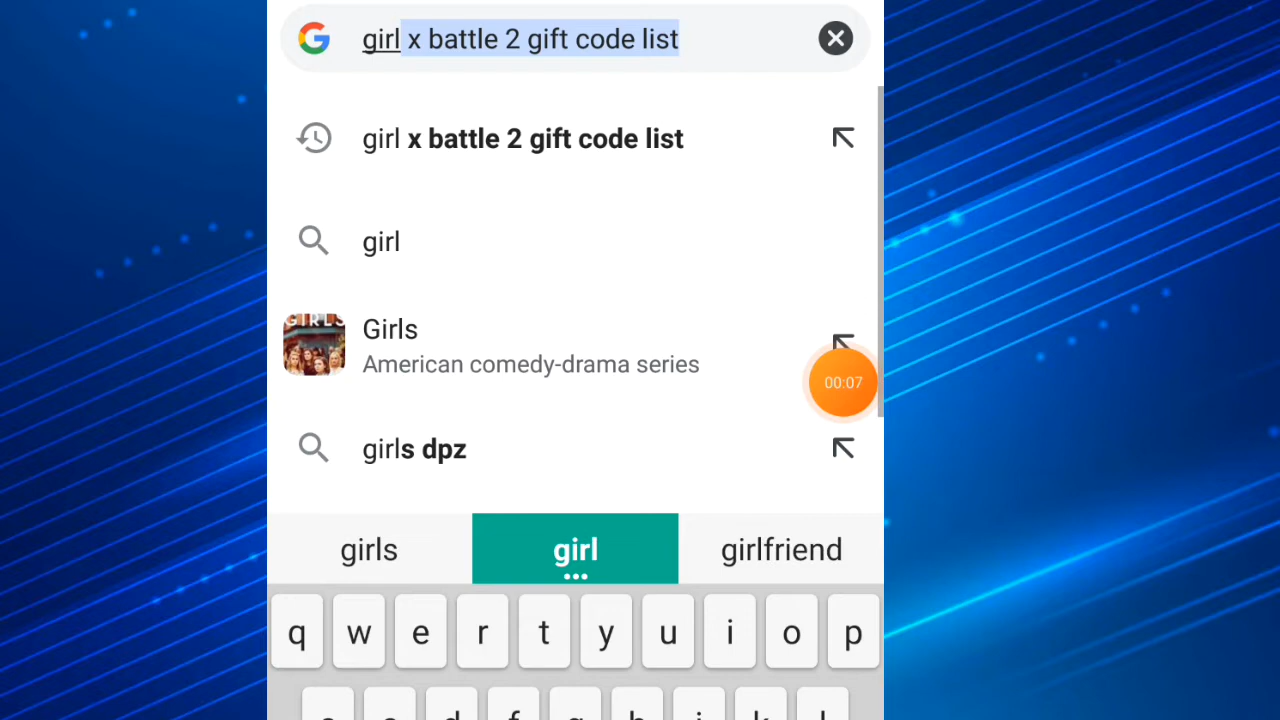 girl x battle 2 gift code list
girl x battle 2 gift code list
girl
GIRLS
Girls
American comedy-drama series
00:07
girls dpz
girls girl girlfriend
q w e r t y u i o p